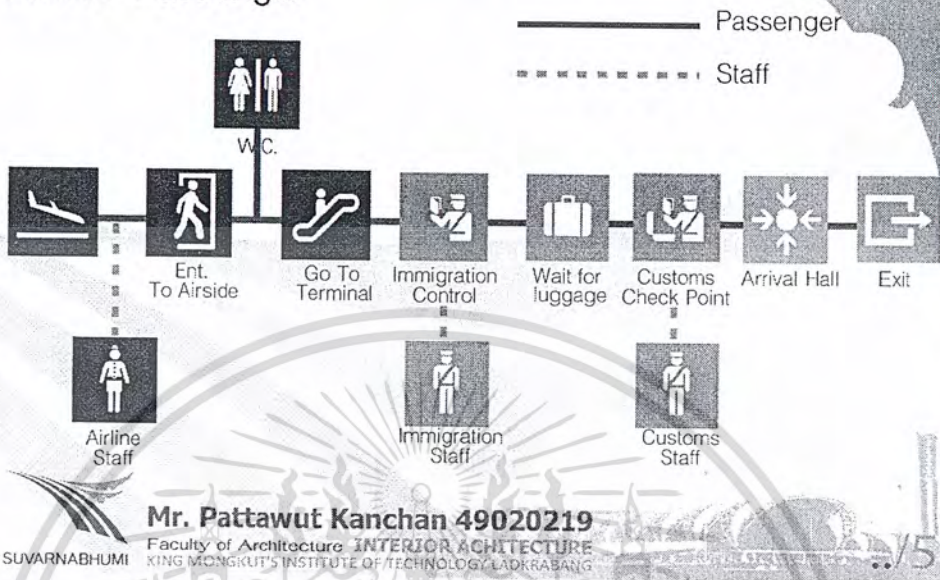 Passenger
Staff
W.C.
Ent.
To Airside
Go To
Terminal
Immigration
Control
Wait for
luggage
Customs
Check Point
Arrival Hall
Exit
Airline
Staff
Immigration
Staff
Customs
Staff
SUVARNABHUMI
Mr. Pattawut Kanchan 49020219
Faculty of Architecture INTERIOR ACHITECTURE
KING MONGKUT'S INSTITUTE OF TECHNOLOGY LADKRABANG
../5